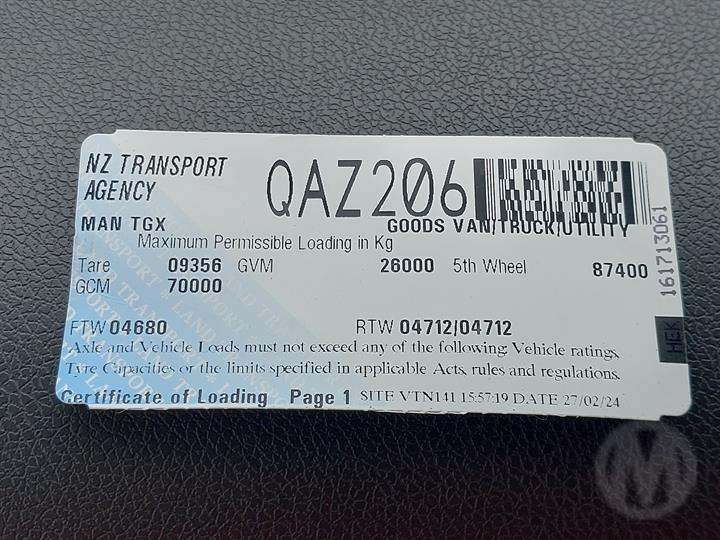 NZ TRANSPORT
AGENCY
QAZ206
MAN TGX
GOODS VAN/TRUCK/UTILITY
Maximum Permissible Loading in Kg
Tare 09356 GVM 26000 5th Wheel 87400
GCM 70000
FTW 04680 RTW 04712/04712
Axle and Vehicle Loads must not exceed any of the following Vehicle ratings,
Tyre Capacities or the limits specified in applicable Acts, rules and regulations.
Certificate of Loading Page 1 SITE VTN141 15:57:19 DATE 27/02/24
161713061
HEK